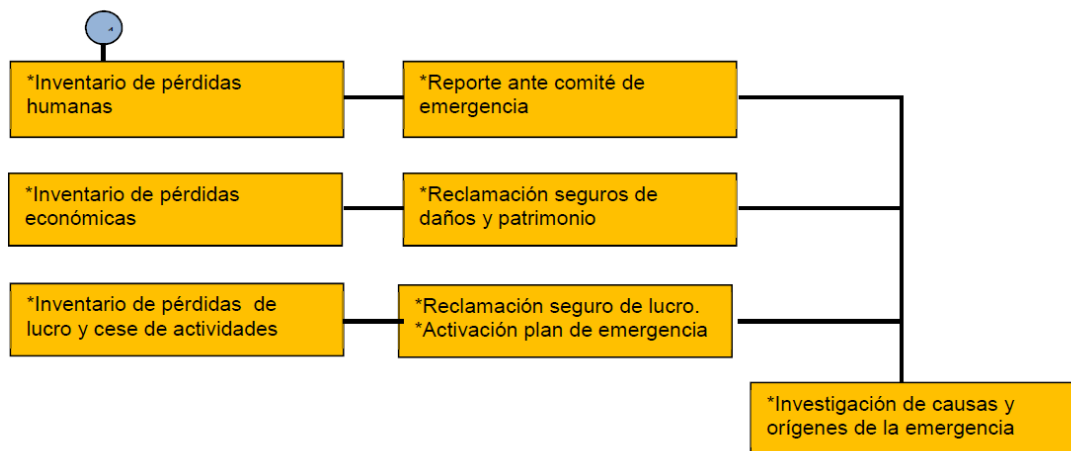 *Inventario de pérdidas
humanas
*Reporte ante comité de
emergencia
*Inventario de pérdidas
económicas
*Reclamación seguros de
daños y patrimonio
*Inventario de pérdidas de
lucro y cese de actividades
*Reclamación seguro de lucro.
*Activación plan de emergencia
*Investigación de causas y
orígenes de la emergencia